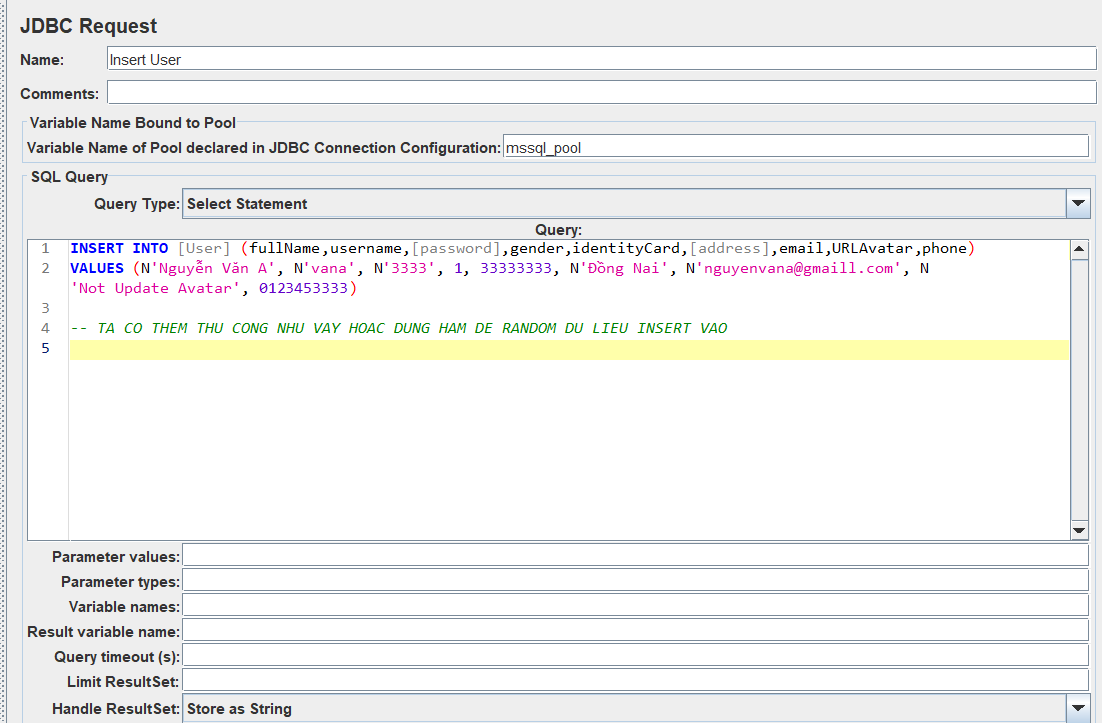 JDBC Request
Name: Insert User
Comments:
Variable Name Bound to Pool
Variable Name of Pool declared in JDBC Connection Configuration: mssql_pool
SQL Query
Query Type: Select Statement
Query:
1 INSERT INTO [User] (fullName,username,[password],gender,identityCard,[address],email,URLAvatar,phone)
2 VALUES (N'Nguyễn Văn A', N'vana', N'3333', 1, 33333333, N'Đồng Nai', N'nguyenvana@gmaill.com', N
'Not Update Avatar', 0123453333)
3
4 -- TA CO THEM THU CONG NHU VAY HOAC DUNG HAM DE RANDOM DU LIEU INSERT VAO
5
Parameter values:
Parameter types:
Variable names:
Result variable name:
Query timeout (s):
Limit ResultSet:
Handle ResultSet: Store as String